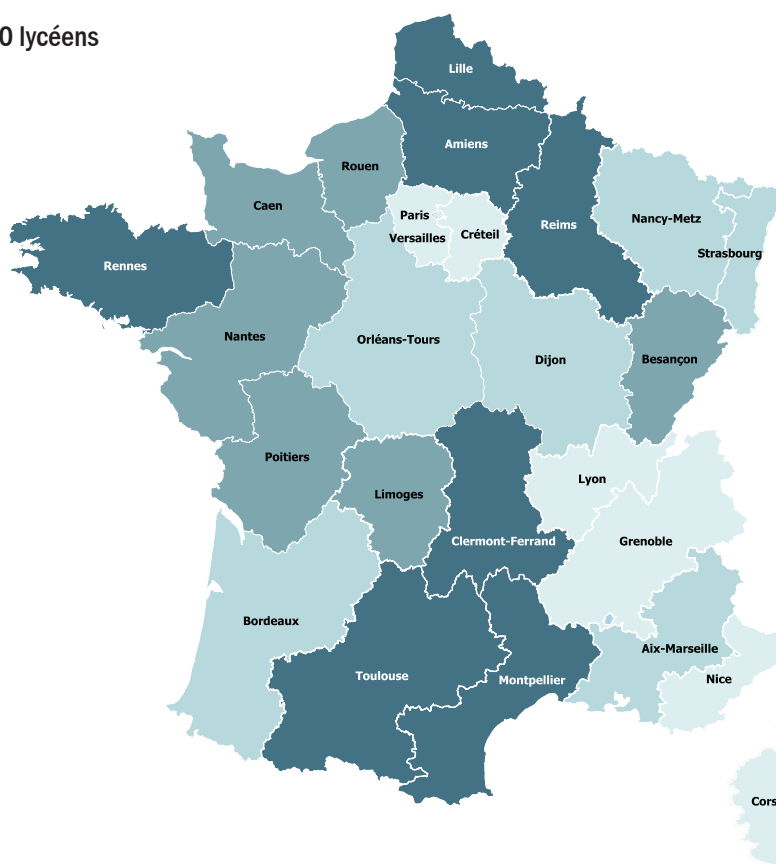 0 lycéens
Lille
Amiens
Rouen
Caen
Paris
Versailles
Créteil
Reims
Nancy-Metz
Strasbourg
Rennes
Nantes
Orléans-Tours
Dijon
Besançon
Poitiers
Limoges
Lyon
Clermont-Ferrand
Grenoble
Bordeaux
Aix-Marseille
Toulouse
Montpellier
Nice
Cors